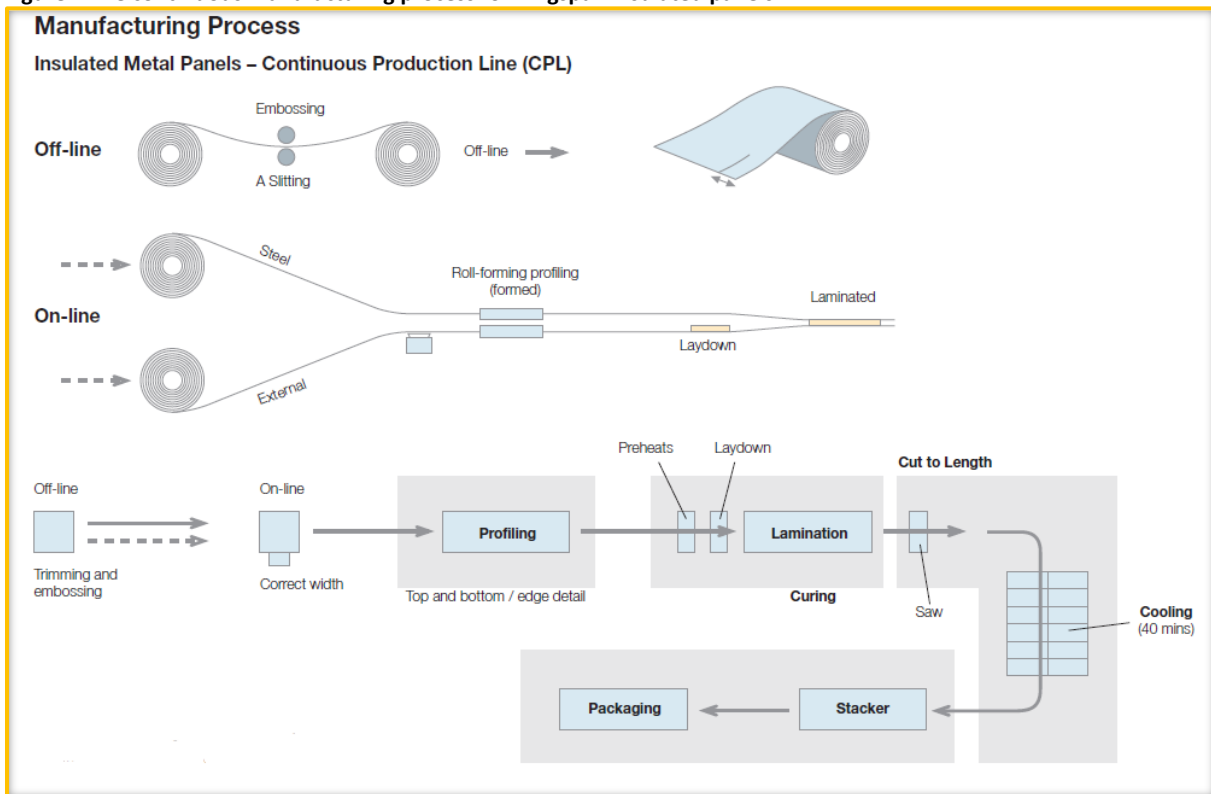 Manufacturing Process
Insulated Metal Panels – Continuous Production Line (CPL)
Embossing
Off-line
Off-line
A Slitting
Steel
Roll-forming profiling
(formed)
Laminated
On-line
Laydown
External
Preheats
Laydown
Cut to Length
Off-line
On-line
Profiling
Lamination
Trimming and
embossing
Correct width
Top and bottom / edge detail
Curing
Saw
Cooling
(40 mins)
Packaging
Stacker